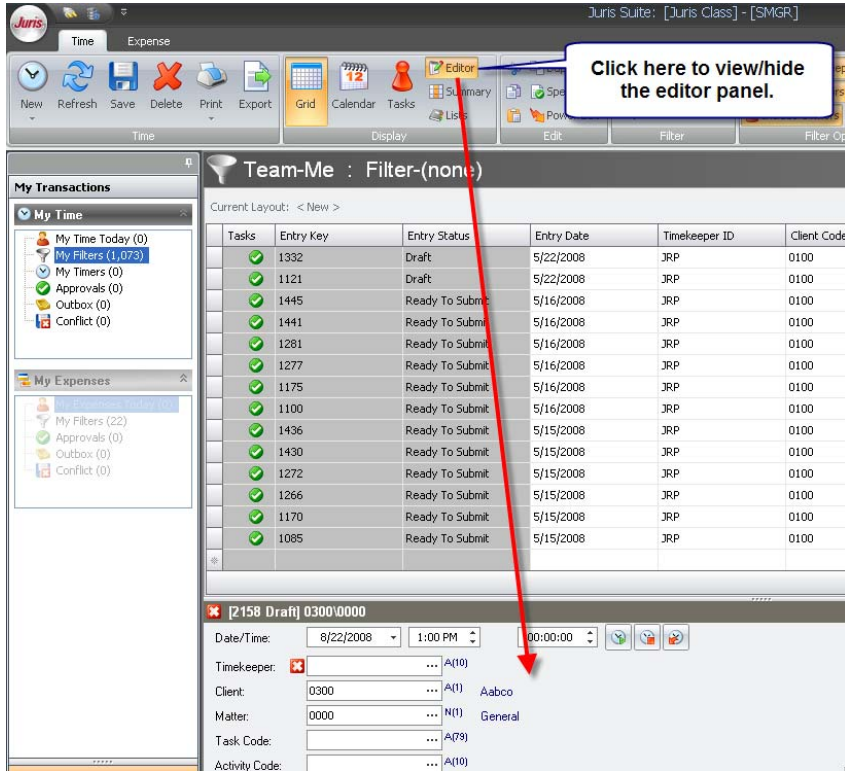 Juris Suite: [Juris Class] - [SMGR]
Juris
Time Expense
Click here to view/hide
the editor panel.
Editor
Summary
Lists
New Refresh Save Delete Print Export Grid Calendar Tasks
12
Time Display Edit Filter Filter Op
My Transactions
My Time
My Time Today (0)
My Filters (1,073)
My Timers (0)
Approvals (0)
Outbox (0)
Conflict (0)
My Expenses
My Expenses Today (0)
My Filters (22)
Approvals (0)
Outbox (0)
Conflict (0)
Team-Me : Filter-(none)
Current Layout: < New >
Tasks Entry Key Entry Status Entry Date Timekeeper ID Client Code
1332 Draft 5/22/2008 JRP 0100
1121 Draft 5/22/2008 JRP 0100
1445 Ready To Submit 5/16/2008 JRP 0100
1441 Ready To Submit 5/16/2008 JRP 0100
1281 Ready To Submit 5/16/2008 JRP 0100
1277 Ready To Submit 5/16/2008 JRP 0100
1175 Ready To Submit 5/16/2008 JRP 0100
1100 Ready To Submit 5/16/2008 JRP 0100
1436 Ready To Submit 5/15/2008 JRP 0100
1430 Ready To Submit 5/15/2008 JRP 0100
1272 Ready To Submit 5/15/2008 JRP 0100
1266 Ready To Submit 5/15/2008 JRP 0100
1170 Ready To Submit 5/15/2008 JRP 0100
1085 Ready To Submit 5/15/2008 JRP 0100
[2158 Draft] 0300\0000
Date/Time: 8/22/2008 1:00 PM 00:00:00
Timekeeper: ... A(10)
Client: 0300 ... A(1) Aabco
Matter: 0000 ... N(1) General
Task Code: ... A(79)
Activity Code: ... A(10)